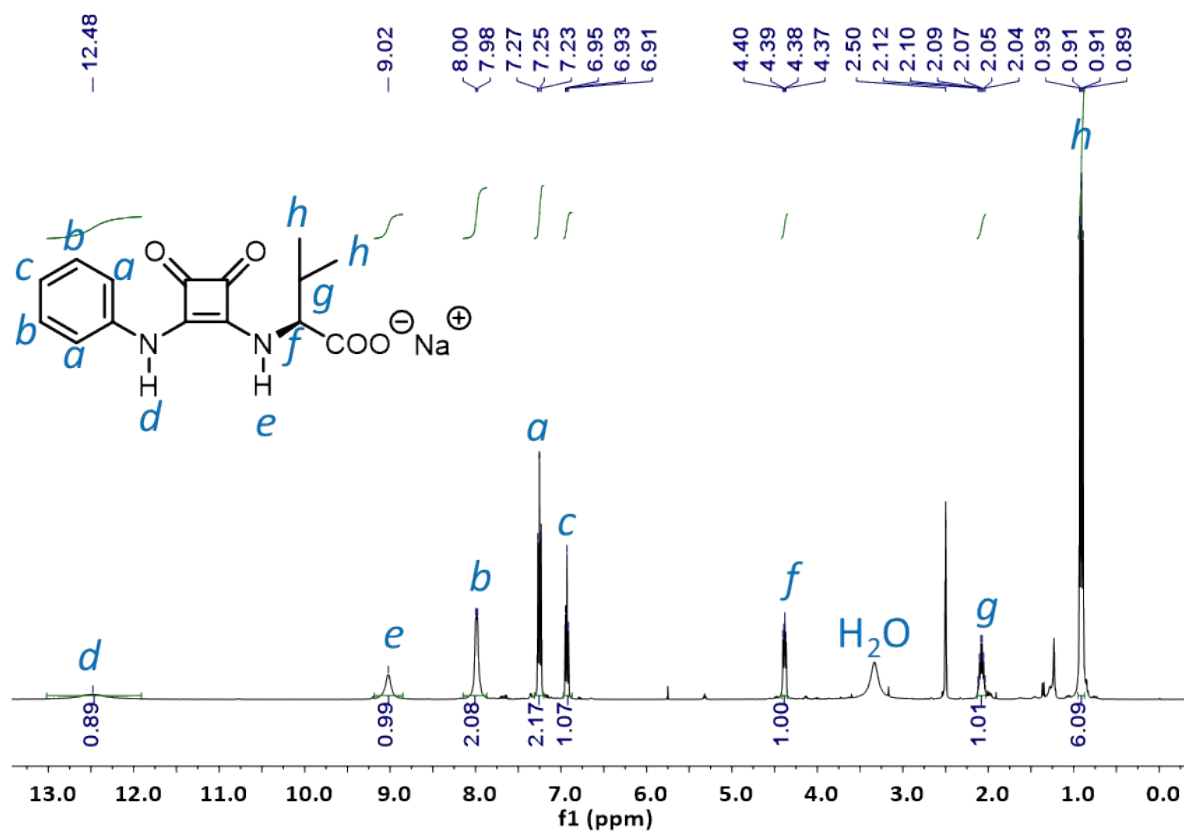 12.48
9.02
8.00
7.98
7.27
7.25
7.23
6.95
6.93
6.91
4.40
4.39
4.38
4.37
2.50
2.12
2.10
2.09
2.07
2.05
2.04
0.93
0.91
0.91
0.89
h
b
c
a
b
a
O
O
h
h
g
f
N
H
d
N
H
e
COO⊖ Na⊕
d
e
b
a
c
f
H₂O
g
0.89
0.99
2.08
2.17
1.07
1.00
1.01
6.09
13.0 12.0 11.0 10.0 9.0 8.0 7.0 6.0 5.0 4.0 3.0 2.0 1.0 0.0
f1 (ppm)